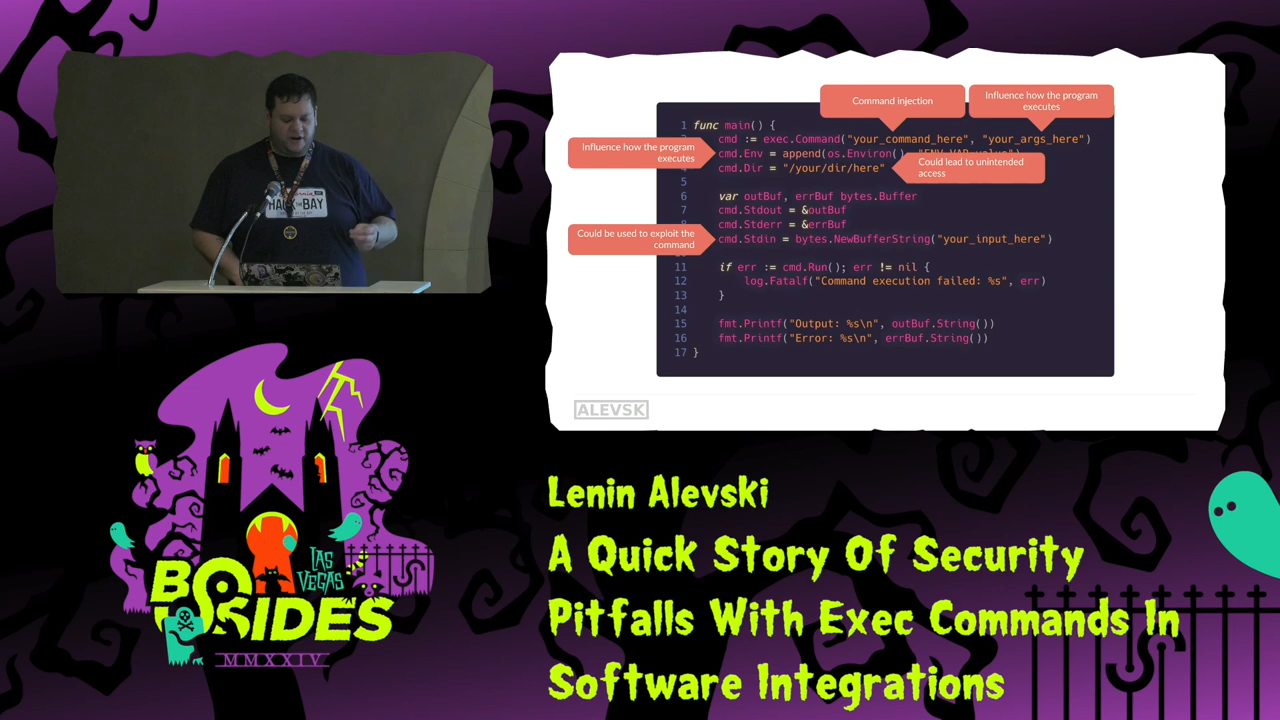 HACK THE BAY
Command injection
Influence how the program
executes
1 func main() {
cmd := exec.Command("your_command_here", "your_args_here")
Influence how the program
executes
cmd.Env = append(os.Environ(),
4 cmd.Dir = "/your/dir/here"
Could lead to unintended
access
5
6 var outBuf, errBuf bytes.Buffer
7 cmd.Stdout = &outBuf
8 cmd.Stderr = &errBuf
Could be used to exploit the
command
cmd.Stdin = bytes.NewBufferString("your_input_here")
11 if err := cmd.Run(); err != nil {
12 log.Fatalf("Command execution failed: %s", err)
13 }
14
15 fmt.Printf("Output: %s\n", outBuf.String())
16 fmt.Printf("Error: %s\n", errBuf.String())
17 }
ALEVSK
LAS
VEGAS
BSIDES
MMXXIV
Lenin Alevski
A Quick Story Of Security
Pitfalls With Exec Commands In
Software Integrations